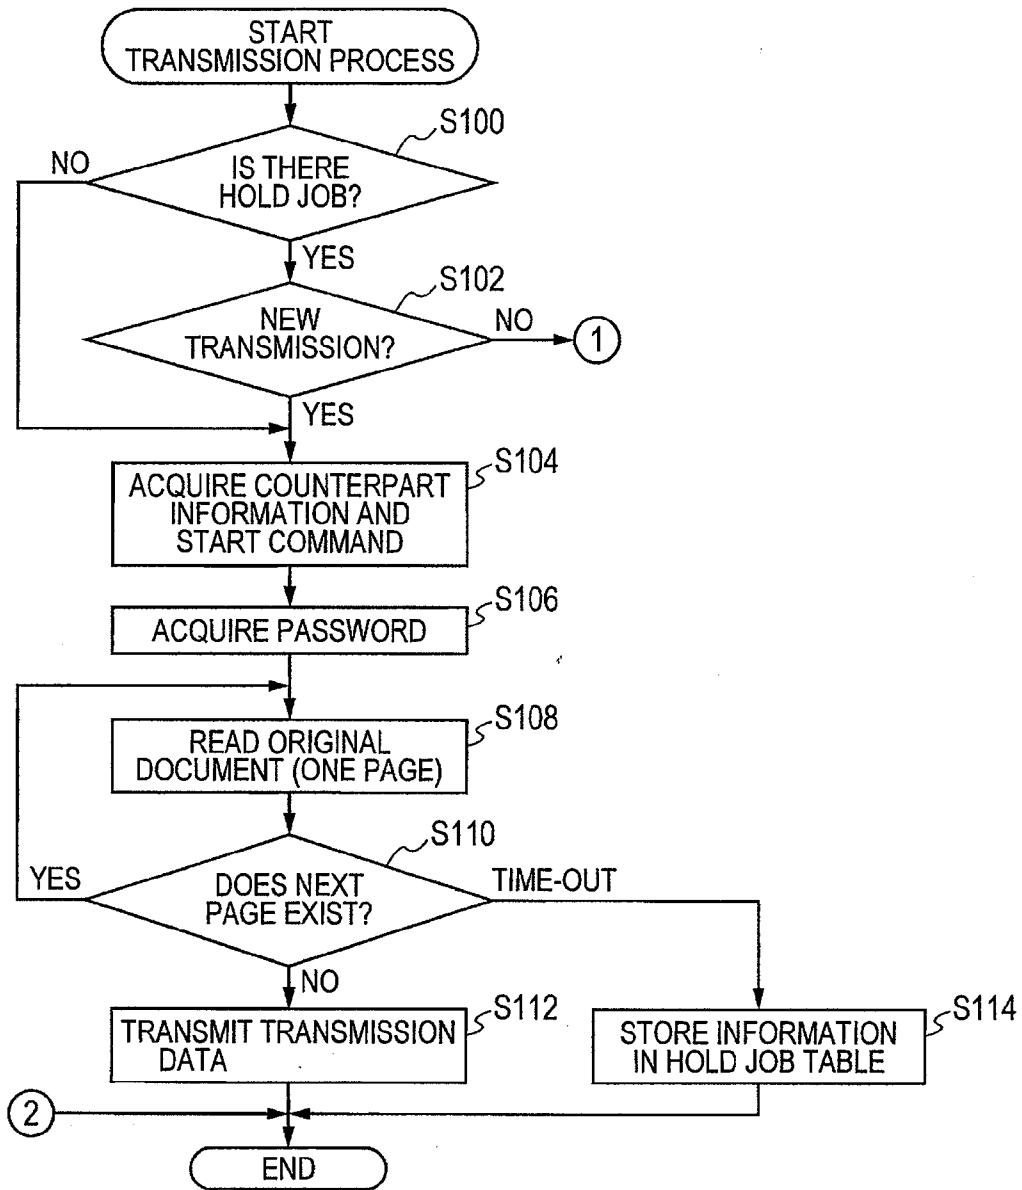 START
TRANSMISSION PROCESS
S100
NO
IS THERE
HOLD JOB?
YES
S102
NEW
TRANSMISSION?
NO
1
YES
S104
ACQUIRE COUNTERPART
INFORMATION AND
START COMMAND
S106
ACQUIRE PASSWORD
S108
READ ORIGINAL
DOCUMENT (ONE PAGE)
S110
YES
DOES NEXT
PAGE EXIST?
TIME-OUT
NO
S112
TRANSMIT TRANSMISSION
DATA
S114
STORE INFORMATION
IN HOLD JOB TABLE
2
END